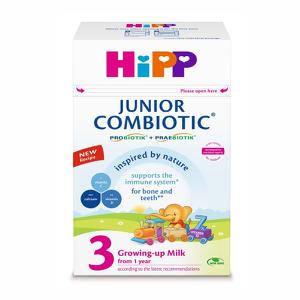 Please open here
HiPP
JUNIOR
COMBIOTIC®
PROBIOTIK® + PRAEBIOTIK®
NEW
Recipe
inspired by nature
supports the
immune system*
for bone and
teeth**
calcium
3 Growing-up Milk
from 1 year
according to the latest recommendations